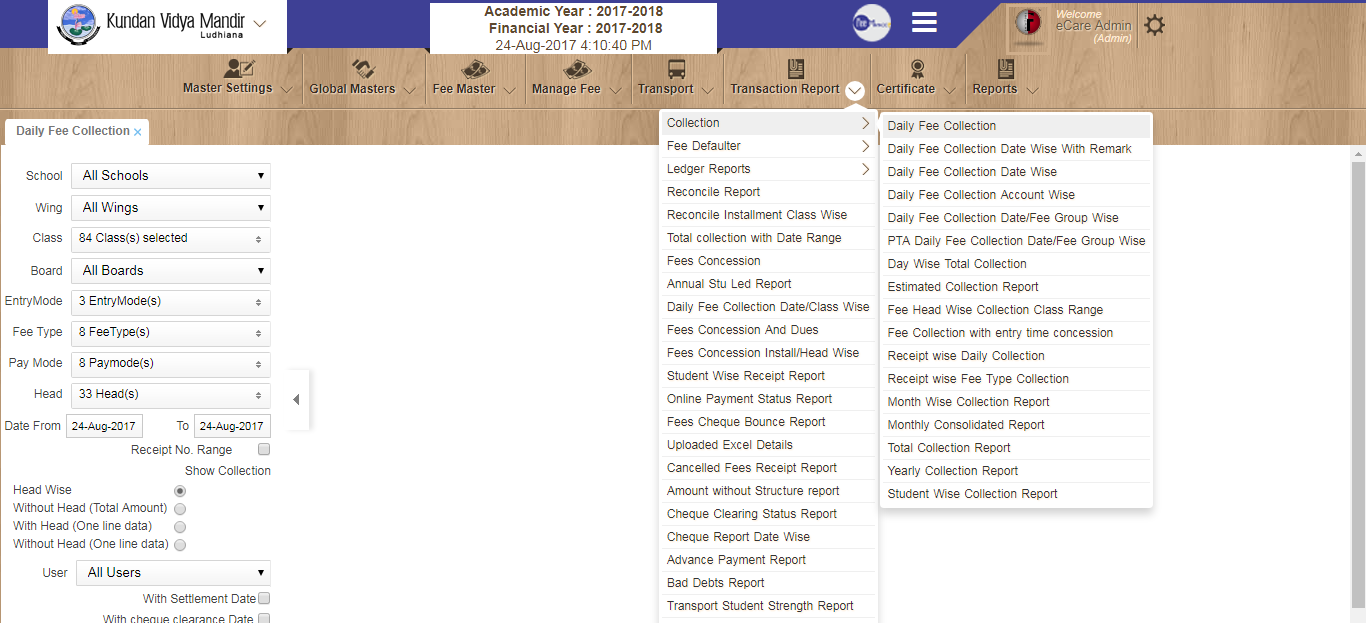 Kundan Vidya Mandir
Ludhiana
Academic Year : 2017-2018
Financial Year : 2017-2018
24-Aug-2017 4:10:40 PM
Welcome
eCare Admin
(Admin)
Master Settings
Global Masters
Fee Master
Manage Fee
Transport
Transaction Report
Certificate
Reports
Daily Fee Collection ×
School All Schools
Wing All Wings
Class 84 Class(s) selected
Board All Boards
EntryMode 3 EntryMode(s)
Fee Type 8 FeeType(s)
Pay Mode 8 Paymode(s)
Head 33 Head(s)
Date From 24-Aug-2017 To 24-Aug-2017
Receipt No. Range
Show Collection
Head Wise
Without Head (Total Amount)
With Head (One line data)
Without Head (One line data)
User All Users
With Settlement Date
With cheque clearance Date
Collection
Fee Defaulter
Ledger Reports
Reconcile Report
Reconcile Installment Class Wise
Total collection with Date Range
Fees Concession
Annual Stu Led Report
Daily Fee Collection Date/Class Wise
Fees Concession And Dues
Fees Concession Install/Head Wise
Student Wise Receipt Report
Online Payment Status Report
Fees Cheque Bounce Report
Uploaded Excel Details
Cancelled Fees Receipt Report
Amount without Structure report
Cheque Clearing Status Report
Cheque Report Date Wise
Advance Payment Report
Bad Debts Report
Transport Student Strength Report
Daily Fee Collection
Daily Fee Collection Date Wise With Remark
Daily Fee Collection Date Wise
Daily Fee Collection Account Wise
Daily Fee Collection Date/Fee Group Wise
PTA Daily Fee Collection Date/Fee Group Wise
Day Wise Total Collection
Estimated Collection Report
Fee Head Wise Collection Class Range
Fee Collection with entry time concession
Receipt wise Daily Collection
Receipt wise Fee Type Collection
Month Wise Collection Report
Monthly Consolidated Report
Total Collection Report
Yearly Collection Report
Student Wise Collection Report